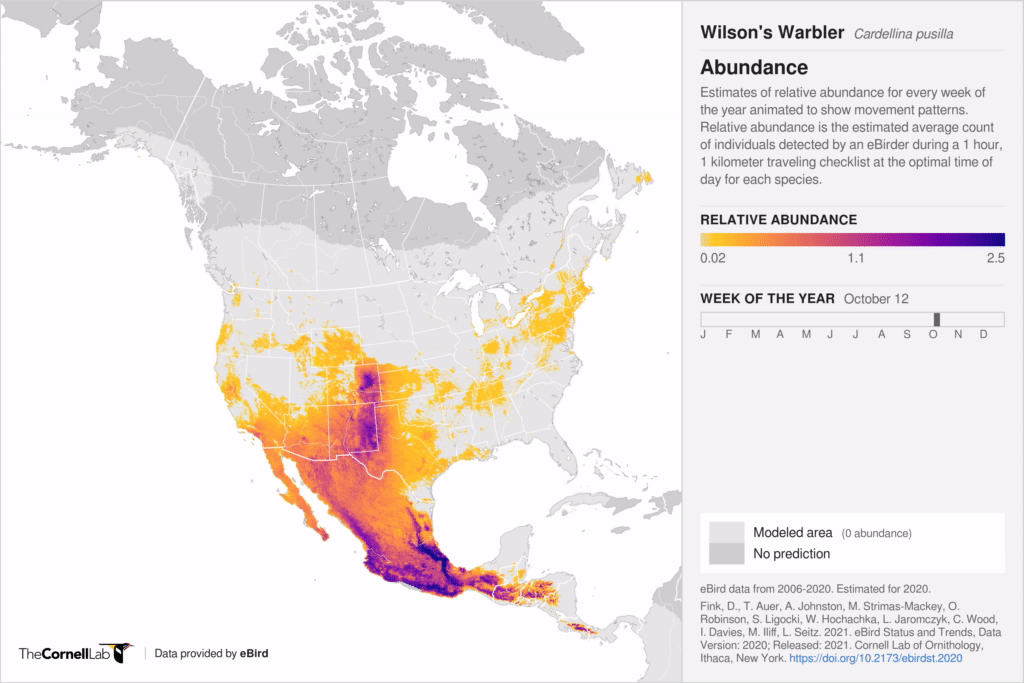 Wilson's Warbler Cardellina pusilla
Abundance
Estimates of relative abundance for every week of
the year animated to show movement patterns.
Relative abundance is the estimated average count
of individuals detected by an eBirder during a 1 hour,
1 kilometer traveling checklist at the optimal time of
day for each species.
RELATIVE ABUNDANCE
0.02 1.1 2.5
WEEK OF THE YEAR October 12
J F M A M J J A S O N D
Modeled area (0 abundance)
No prediction
eBird data from 2006-2020. Estimated for 2020.
Fink, D., T. Auer, A. Johnston, M. Strimas-Mackey, O.
Robinson, S. Ligocki, W. Hochachka, L. Jaromczyk, C. Wood,
I. Davies, M. Iliff, L. Seitz. 2021. eBird Status and Trends, Data
Version: 2020; Released: 2021. Cornell Lab of Ornithology,
Ithaca, New York. https://doi.org/10.2173/ebirdst.2020
TheCornellLab Data provided by eBird